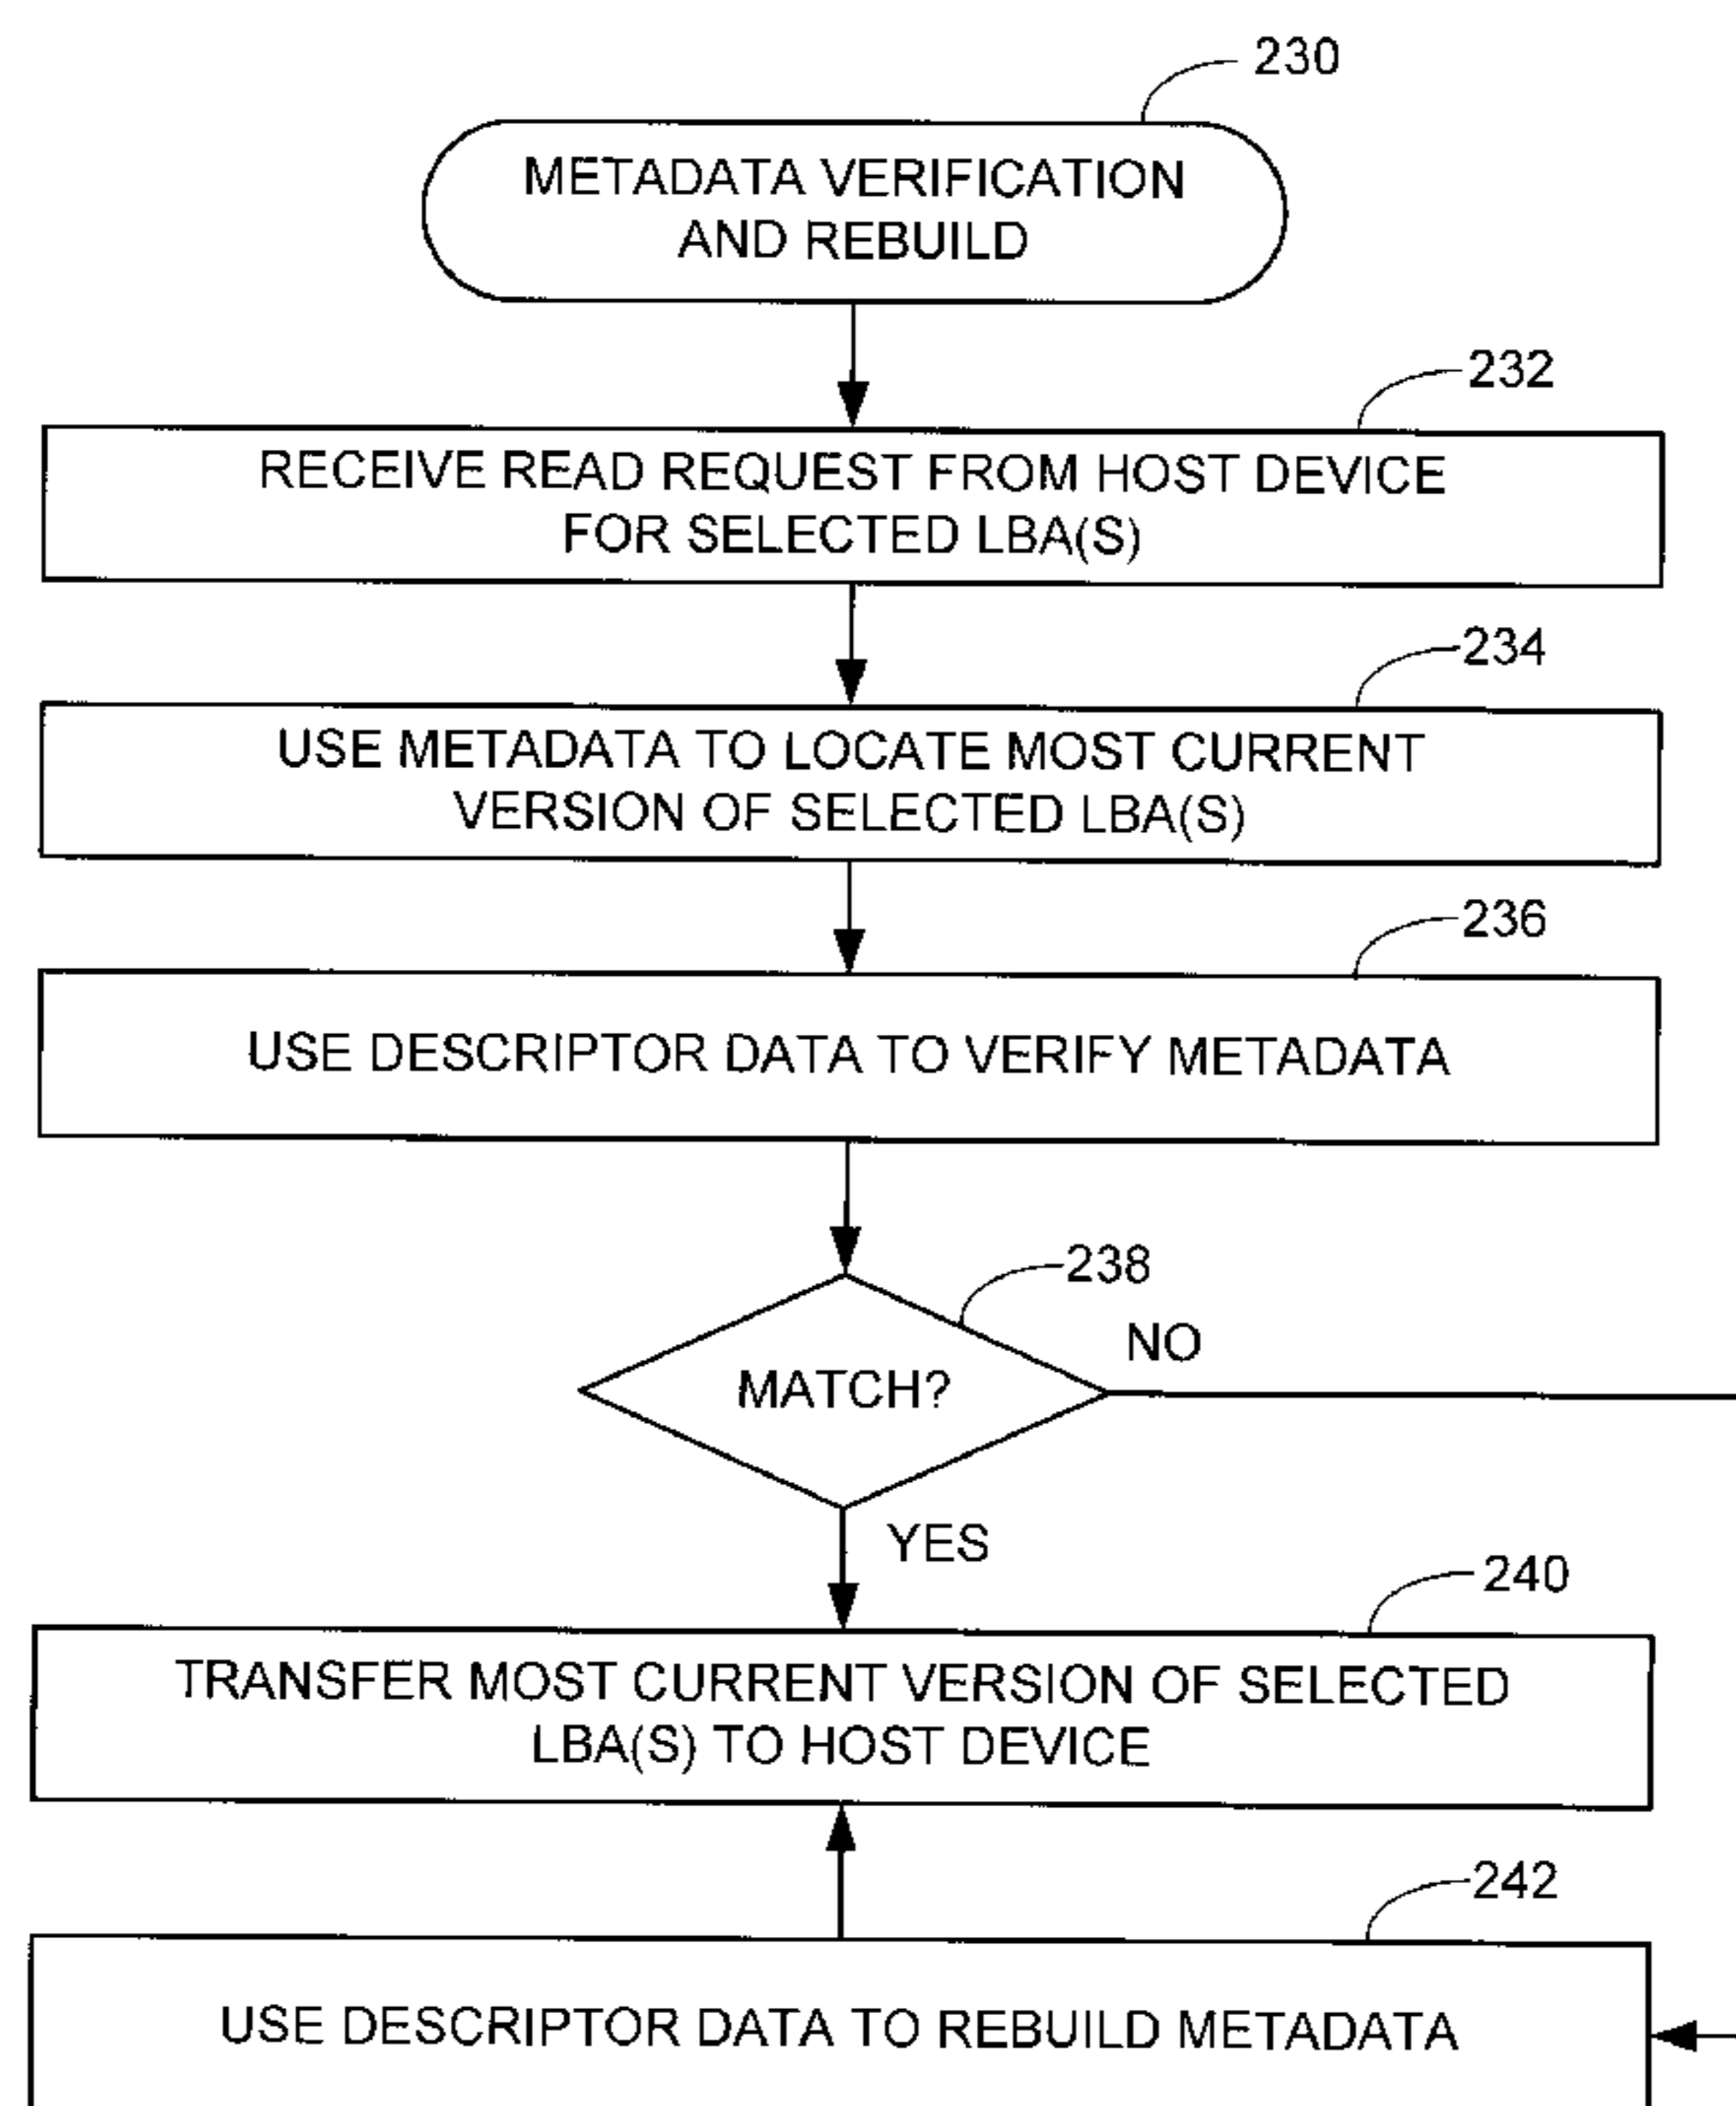 230
METADATA VERIFICATION
AND REBUILD
232
RECEIVE READ REQUEST FROM HOST DEVICE
FOR SELECTED LBA(S)
234
USE METADATA TO LOCATE MOST CURRENT
VERSION OF SELECTED LBA(S)
236
USE DESCRIPTOR DATA TO VERIFY METADATA
238
NO
MATCH?
YES
240
TRANSFER MOST CURRENT VERSION OF SELECTED
LBA(S) TO HOST DEVICE
242
USE DESCRIPTOR DATA TO REBUILD METADATA